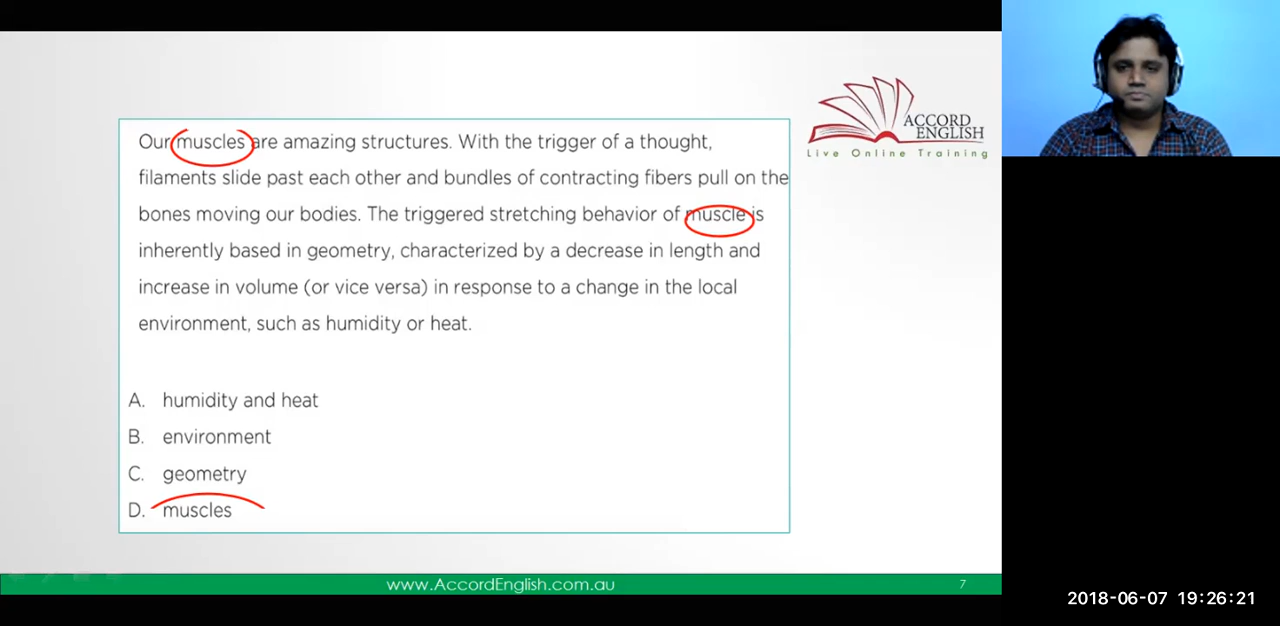 Our muscles are amazing structures. With the trigger of a thought,
filaments slide past each other and bundles of contracting fibers pull on the
bones moving our bodies. The triggered stretching behavior of muscle is
inherently based in geometry, characterized by a decrease in length and
increase in volume (or vice versa) in response to a change in the local
environment, such as humidity or heat.
A. humidity and heat
B. environment
C. geometry
D. muscles
ACCORD
ENGLISH
Live Online Training
www.AccordEnglish.com.au
7
2018-06-07 19:26:21